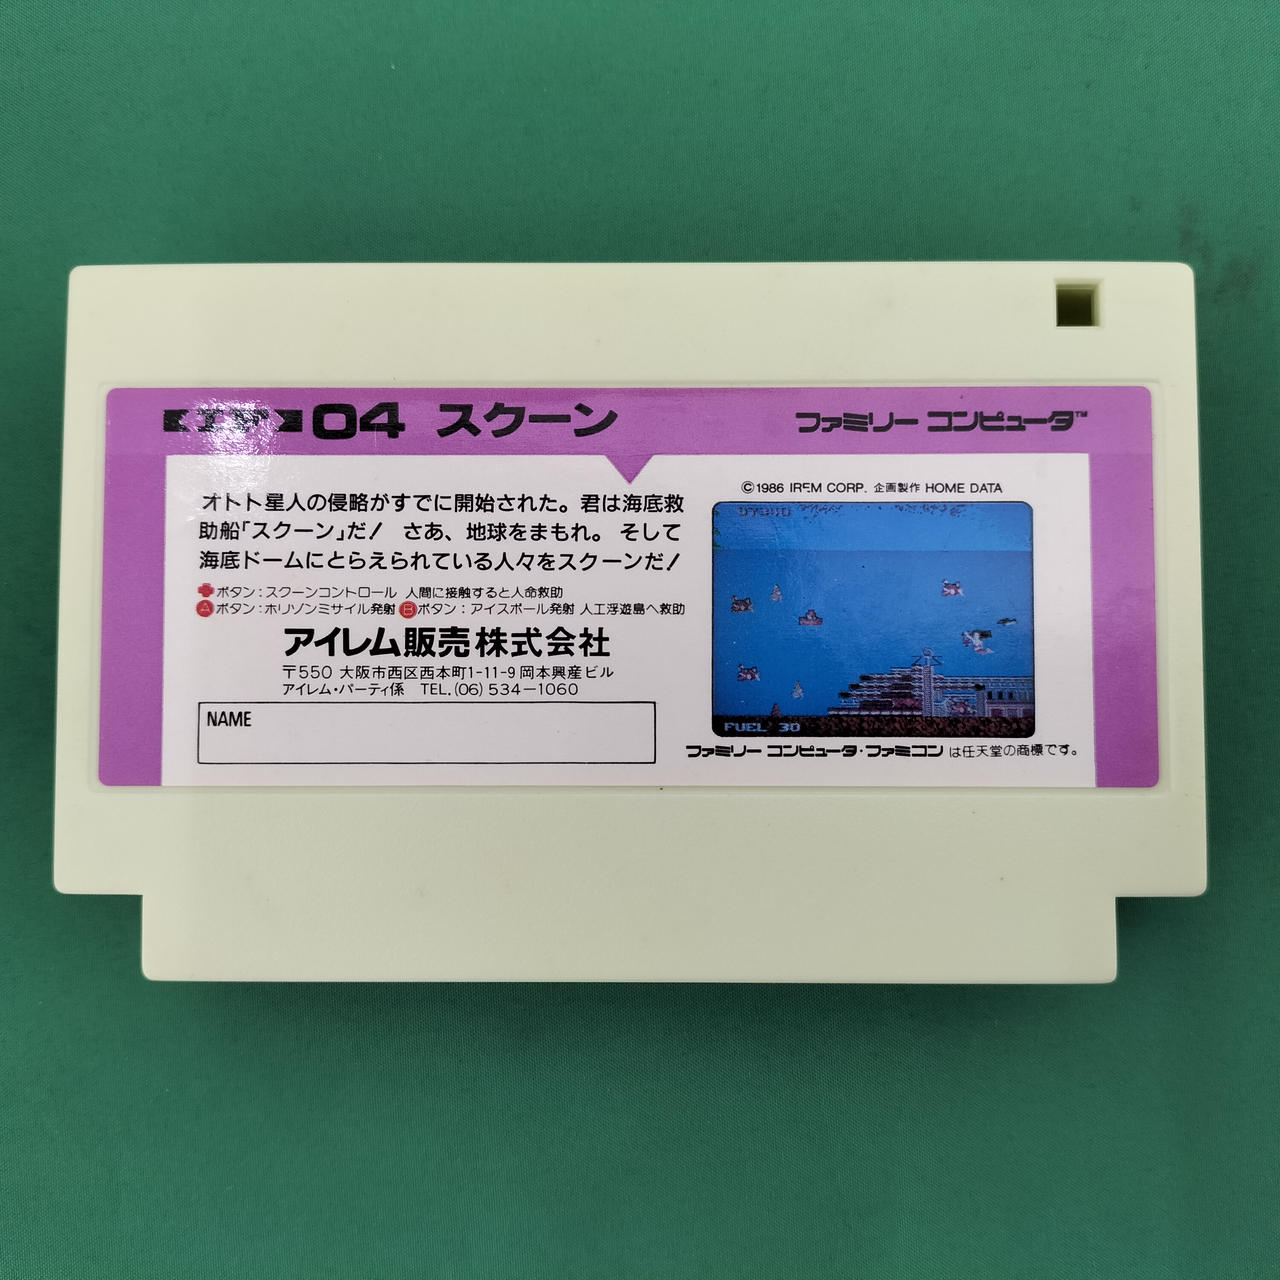 04 スクーン
ファミリー コンピュータ™
オトト星人の侵略がすでに開始された。君は海底救
助船「スクーン」だ! さあ、地球をまもれ。そして
海底ドームにとらえられている人々をスクーンだ!
ボタン:スクーンコントロール 人間に接触すると人命救助
Aボタン:ホリゾンミサイル発射 Bボタン:アイスボール発射 人工浮遊島へ救助
アイレム販売株式会社
〒550 大阪市西区西本町1-11-9 岡本興産ビル
アイレム・パーティ係 TEL.(06)534-1060
NAME
©1986 IREM CORP. 企画製作 HOME DATA
FUEL 30
ファミリー コンピュータ・ファミコン は任天堂の商標です。